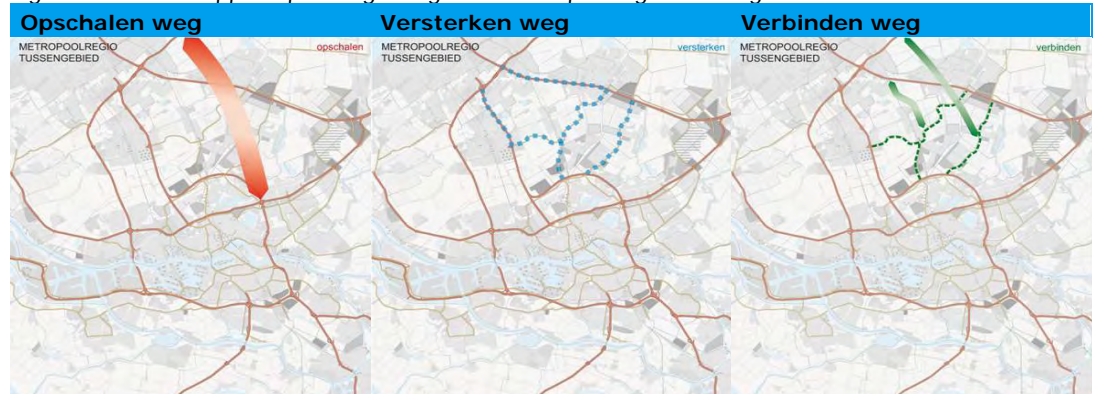 Opschalen weg
Versterken weg
Verbinden weg
METROPOOLREGIO
TUSSENGEBIED
opschalen
METROPOOLREGIO
TUSSENGEBIED
versterken
METROPOOLREGIO
TUSSENGEBIED
verbinden